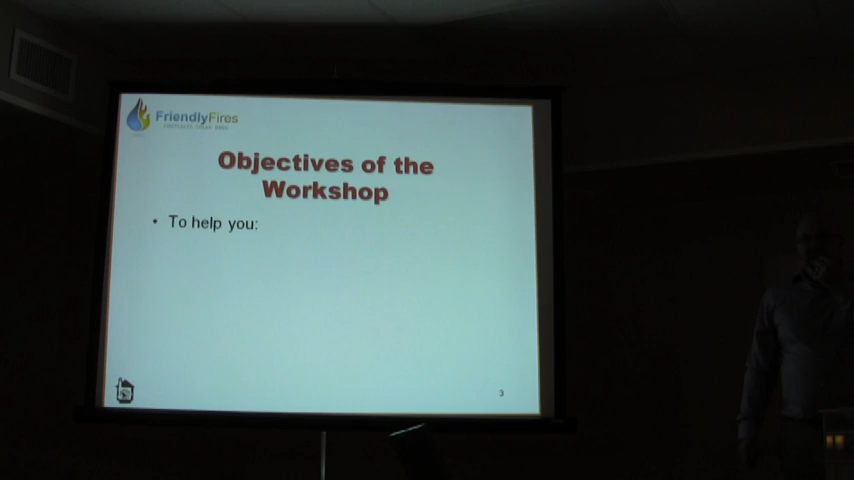 FriendlyFires
Objectives of the
Workshop
• To help you:
3